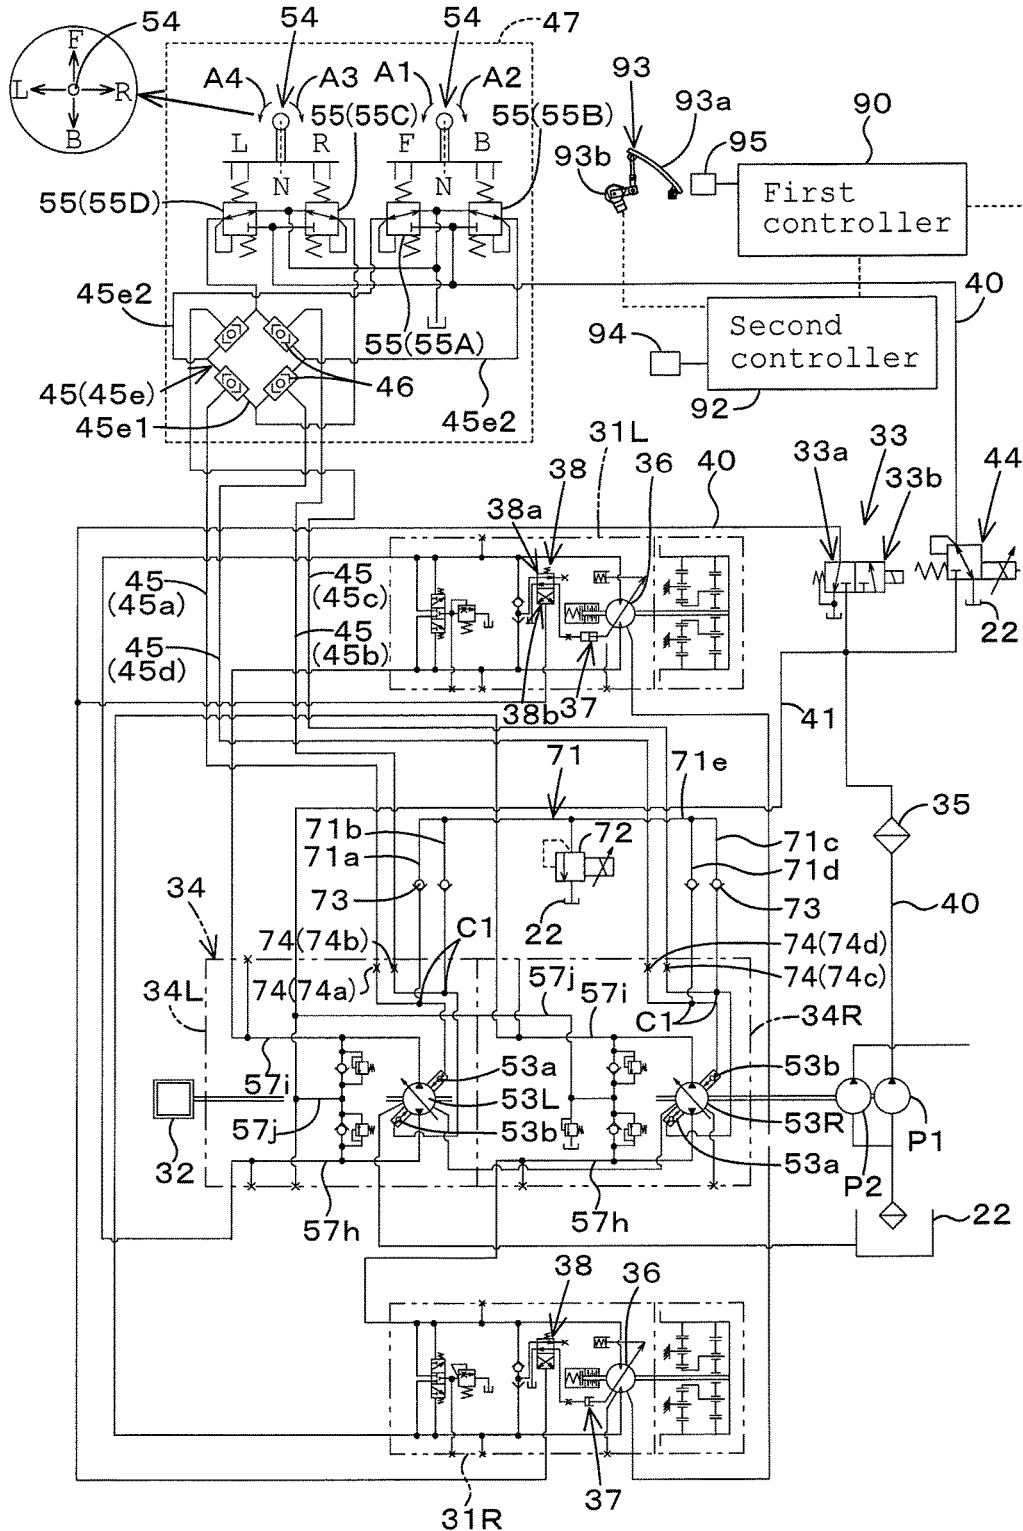 54
F
L
R
B
54
54
47
A4
A3
A1
A2
55(55C)
55(55B)
L
R
F
B
N
N
55(55D)
55(55A)
93
93a
93b
95
90
First
controller
94
Second
controller
92
40
45e2
45(45e)
45e1
46
45e2
31L
38
36
40
38a
33
33a
33b
44
22
45
(45a)
45
(45c)
45
(45b)
45
(45d)
38b
37
41
71
71e
71b
71a
72
71c
71d
35
73
22
73
40
34
74(74b)
C1
74(74d)
74(74a)
57j
57i
74(74c)
34L
C1
34R
57i
53a
53b
53L
53R
57j
53b
53a
P1
32
P2
57h
57h
22
38
36
37
31R